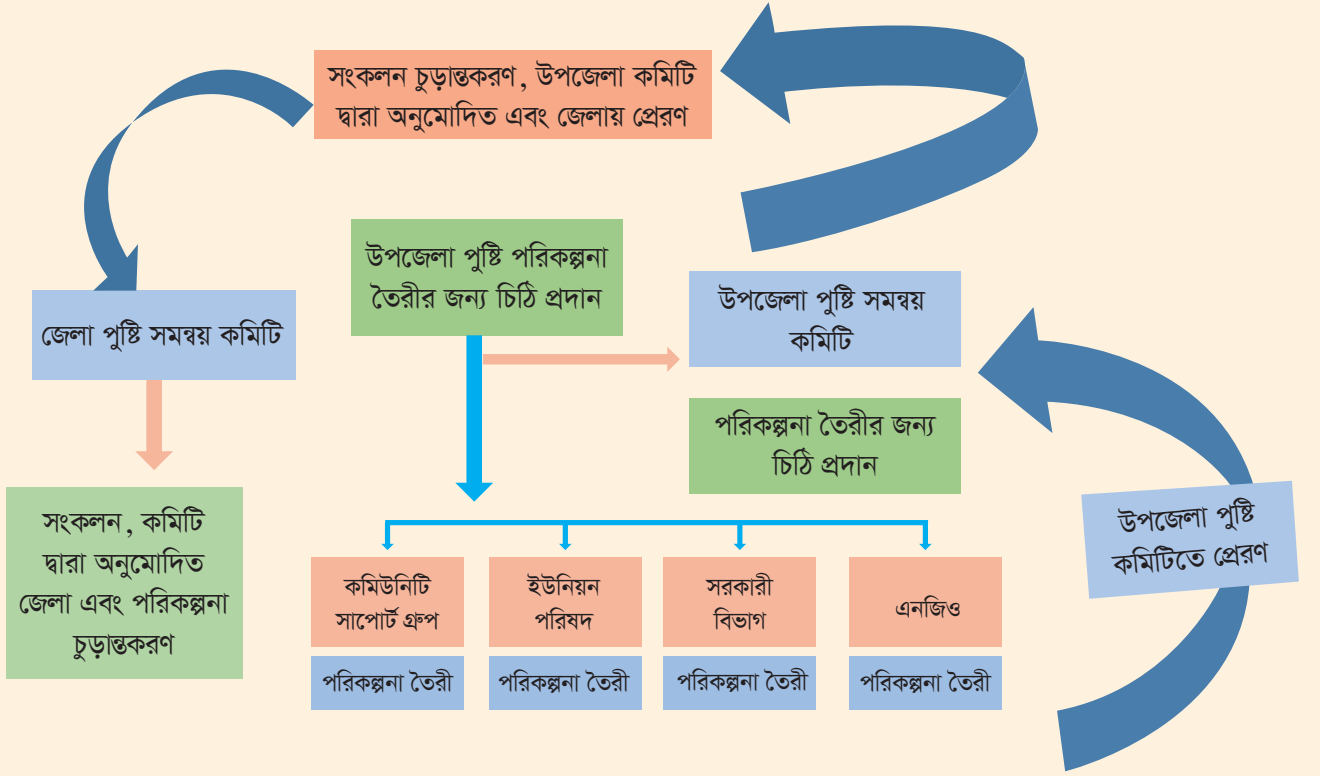 সংকলন চুড়ান্তকরণ, উপজেলা কমিটি
দ্বারা অনুমোদিত এবং জেলায় প্রেরণ
উপজেলা পুষ্টি পরিকল্পনা
তৈরীর জন্য চিঠি প্রদান
উপজেলা পুষ্টি সমন্বয়
কমিটি
জেলা পুষ্টি সমন্বয় কমিটি
পরিকল্পনা তৈরীর জন্য
চিঠি প্রদান
সংকলন, কমিটি
দ্বারা অনুমোদিত
জেলা এবং পরিকল্পনা
চুড়ান্তকরণ
উপজেলা পুষ্টি
কমিটিতে প্রেরণ
কমিউনিটি
সাপোর্ট গ্রুপ
ইউনিয়ন
পরিষদ
সরকারী
বিভাগ
এনজিও
পরিকল্পনা তৈরী
পরিকল্পনা তৈরী
পরিকল্পনা তৈরী
পরিকল্পনা তৈরী